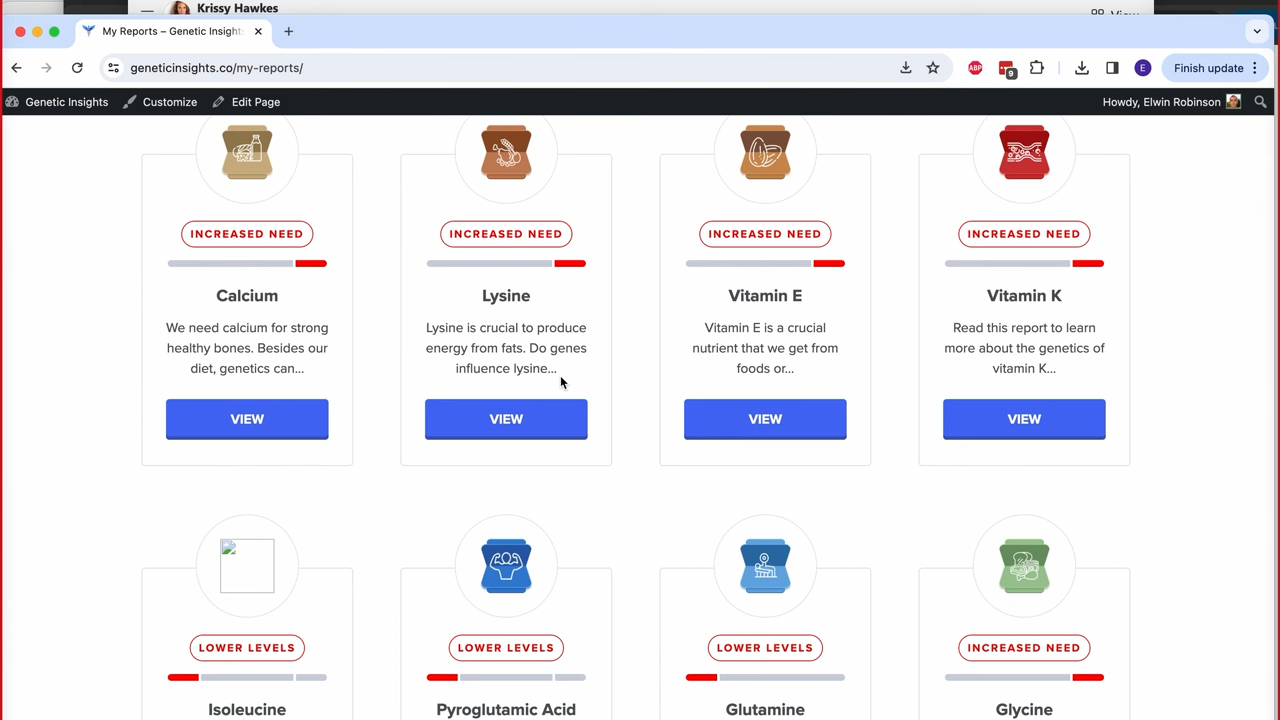 Krissy Hawkes
View
My Reports – Genetic Insight
geneticinsights.co/my-reports/
ABP
9
E
Finish update
Genetic Insights
Customize
Edit Page
Howdy, Elwin Robinson
INCREASED NEED
INCREASED NEED
INCREASED NEED
INCREASED NEED
Calcium
Lysine
Vitamin E
Vitamin K
We need calcium for strong
healthy bones. Besides our
diet, genetics can...
Lysine is crucial to produce
energy from fats. Do genes
influence lysine...
Vitamin E is a crucial
nutrient that we get from
foods or...
Read this report to learn
more about the genetics of
vitamin K...
VIEW
VIEW
VIEW
VIEW
LOWER LEVELS
LOWER LEVELS
LOWER LEVELS
INCREASED NEED
Isoleucine
Pyroglutamic Acid
Glutamine
Glycine